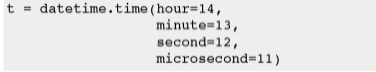 t = datetime.time(hour=14,
                  minute=13,
                  second=12,
                  microsecond=11)